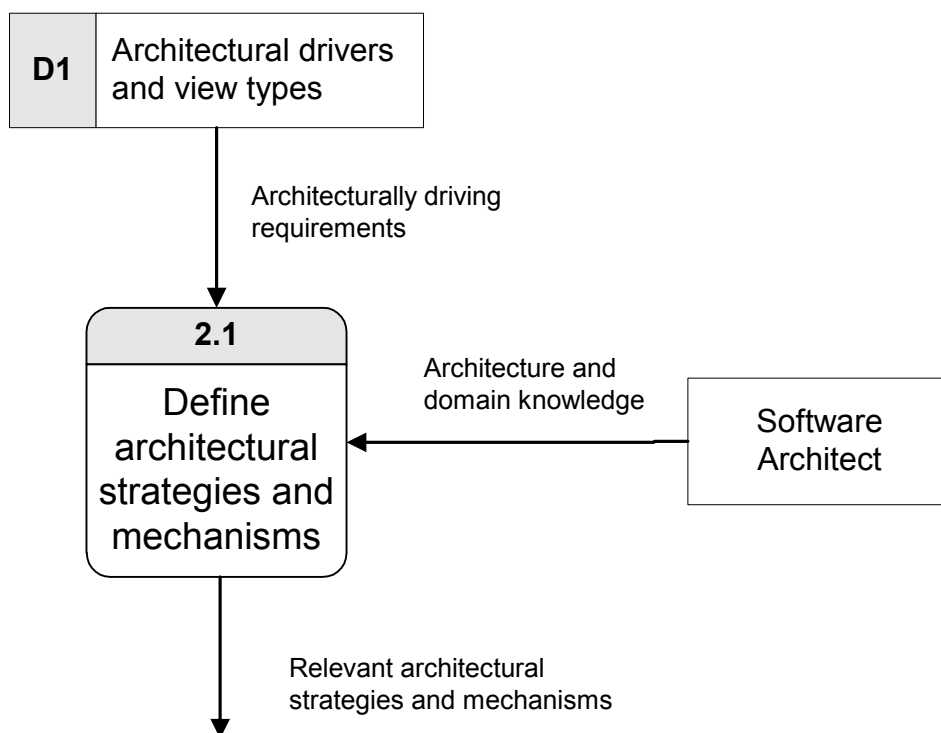 D1
Architectural drivers
and view types
Architecturally driving
requirements
2.1
Define
architectural
strategies and
mechanisms
Architecture and
domain knowledge
Software
Architect
Relevant architectural
strategies and mechanisms